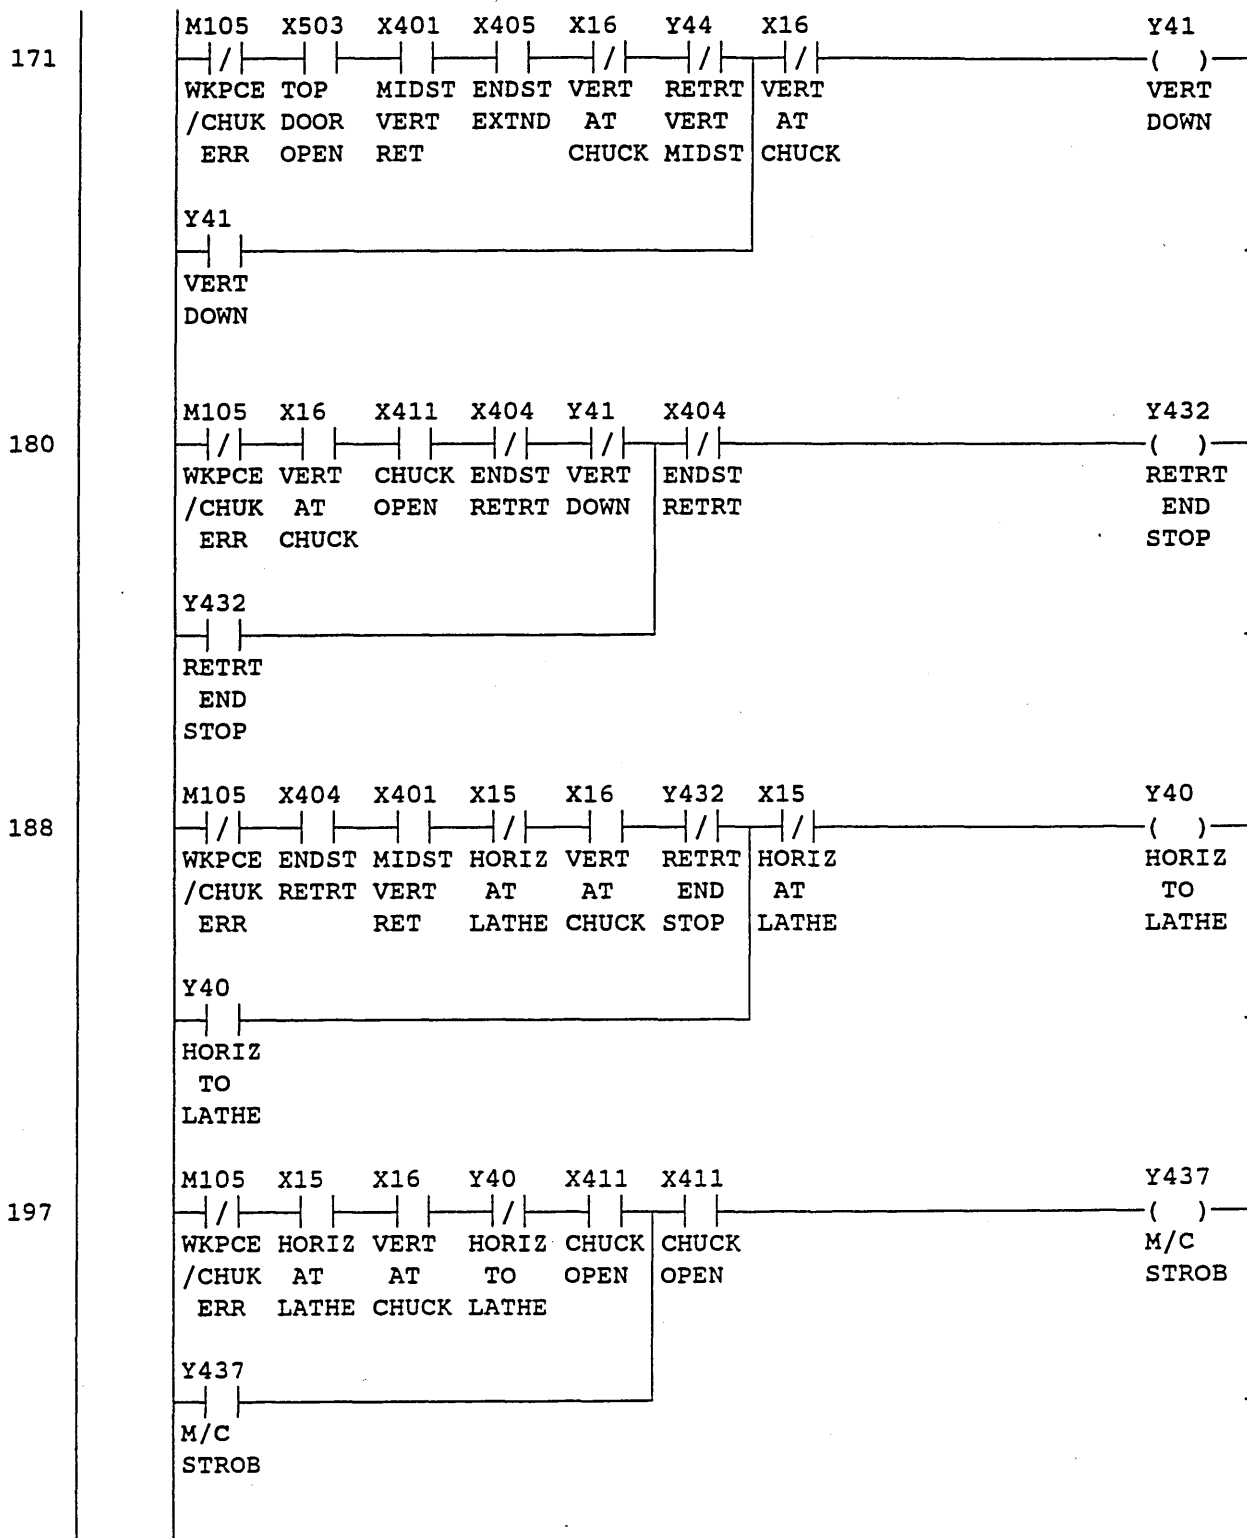 M105 X503 X401 X405 X16 Y44 X16 Y41
171 ( )
WKPCE TOP MIDST ENDST VERT RETRT VERT VERT
/CHUK DOOR VERT EXTND AT VERT AT DOWN
ERR OPEN RET CHUCK MIDST CHUCK
Y41
VERT
DOWN
M105 X16 X411 X404 Y41 X404 Y432
180 ( )
WKPCE VERT CHUCK ENDST VERT ENDST RETRT
/CHUK AT OPEN RETRT DOWN RETRT END
ERR CHUCK STOP
Y432
RETRT
END
STOP
M105 X404 X401 X15 X16 Y432 X15 Y40
188 ( )
WKPCE ENDST MIDST HORIZ VERT RETRT HORIZ HORIZ
/CHUK RETRT VERT AT AT END AT TO
ERR RET LATHE CHUCK STOP LATHE LATHE
Y40
HORIZ
TO
LATHE
M105 X15 X16 Y40 X411 X411 Y437
197 ( )
WKPCE HORIZ VERT HORIZ CHUCK CHUCK M/C
/CHUK AT AT TO OPEN OPEN STROB
ERR LATHE CHUCK LATHE
Y437
M/C
STROB